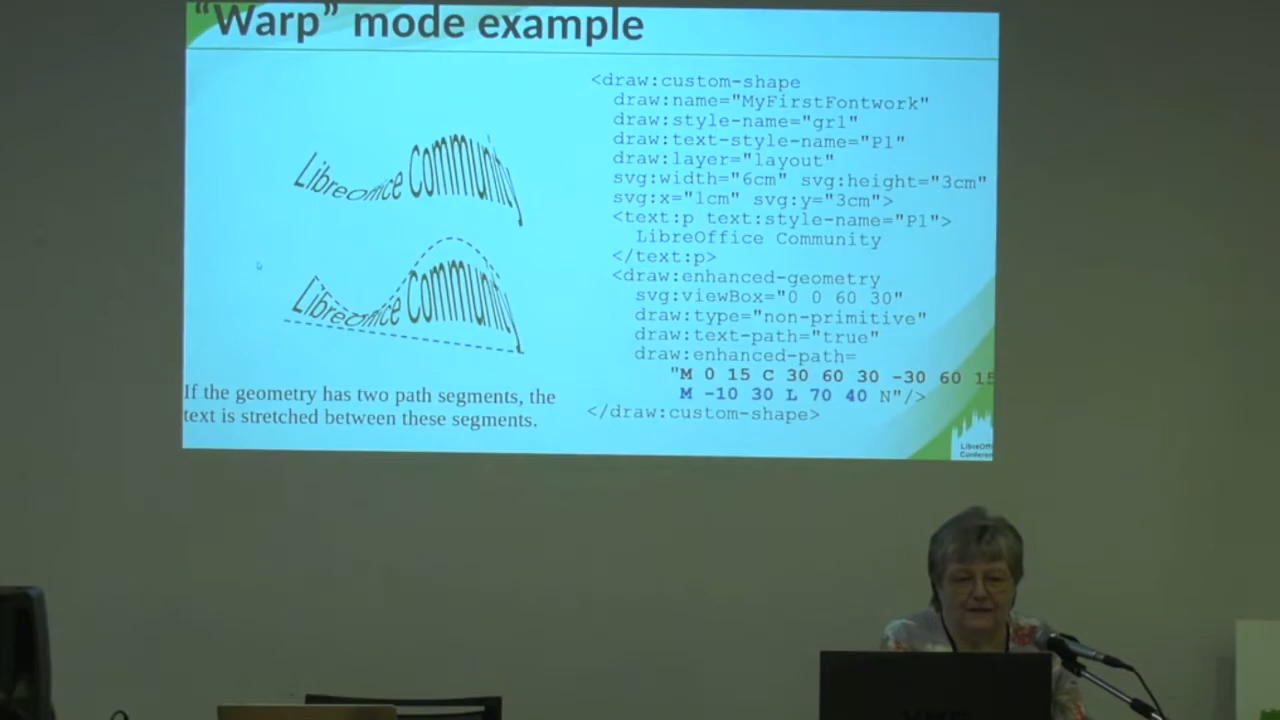 “Warp” mode example
LibreOffice Community
LibreOffice Community
If the geometry has two path segments, the
text is stretched between these segments.
<draw:custom-shape
draw:name="MyFirstFontwork"
draw:style-name="gr1"
draw:text-style-name="P1"
draw:layer="layout"
svg:width="6cm" svg:height="3cm"
svg:x="1cm" svg:y="3cm">
<text:p text:style-name="P1">
LibreOffice Community
</text:p>
<draw:enhanced-geometry
svg:viewBox="0 0 60 30"
draw:type="non-primitive"
draw:text-path="true"
draw:enhanced-path=
"M 0 15 C 30 60 30 -30 60 15
M -10 30 L 70 40 N"/>
</draw:custom-shape>
LibreOffi
Conferen